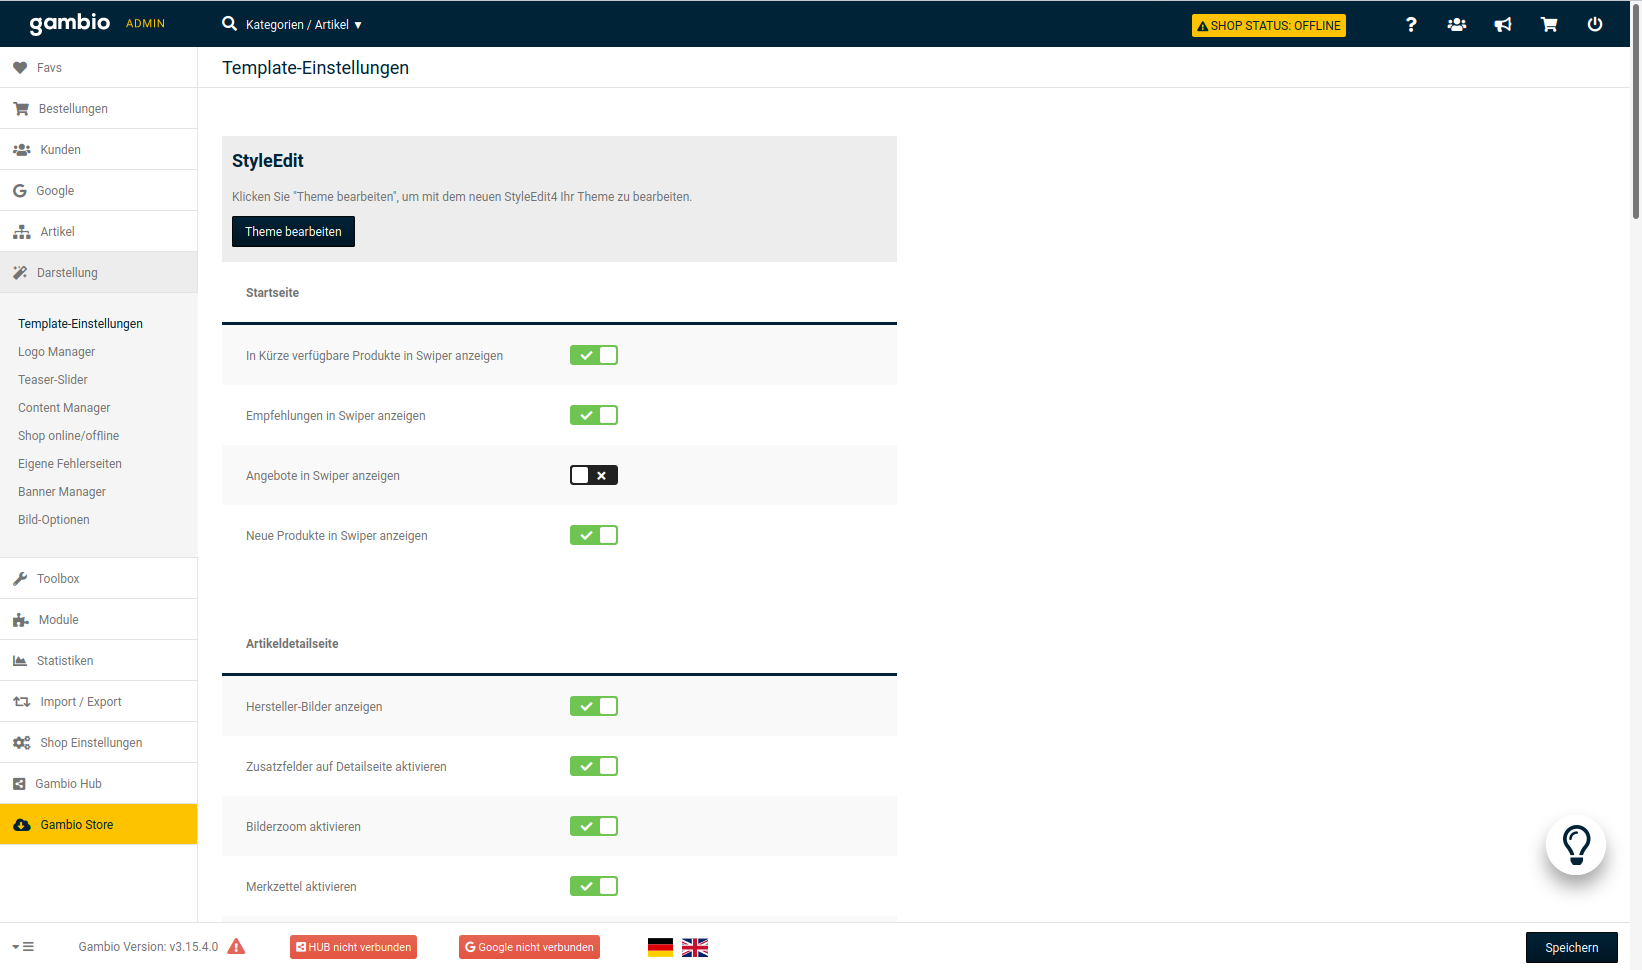 gambio ADMIN
Kategorien / Artikel ▼
SHOP STATUS: OFFLINE
Favs
Bestellungen
Kunden
Google
Artikel
Darstellung
Template-Einstellungen
Logo Manager
Teaser-Slider
Content Manager
Shop online/offline
Eigene Fehlerseiten
Banner Manager
Bild-Optionen
Toolbox
Module
Statistiken
Import / Export
Shop Einstellungen
Gambio Hub
Gambio Store
Template-Einstellungen
StyleEdit
Klicken Sie "Theme bearbeiten", um mit dem neuen StyleEdit4 Ihr Theme zu bearbeiten.
Theme bearbeiten
Startseite
In Kürze verfügbare Produkte in Swiper anzeigen
Empfehlungen in Swiper anzeigen
Angebote in Swiper anzeigen
Neue Produkte in Swiper anzeigen
Artikeldetailseite
Hersteller-Bilder anzeigen
Zusatzfelder auf Detailseite aktivieren
Bilderzoom aktivieren
Merkzettel aktivieren
Gambio Version: v3.15.4.0
HUB nicht verbunden
Google nicht verbunden
Speichern